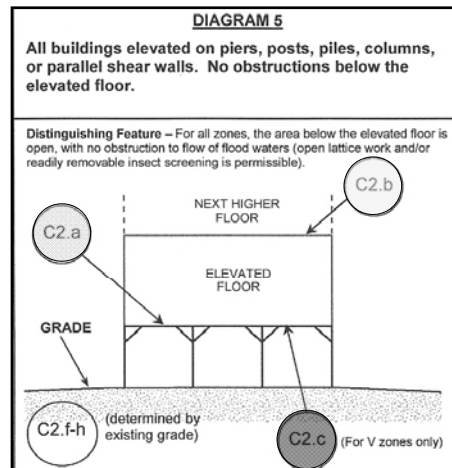 DIAGRAM 5
All buildings elevated on piers, posts, piles, columns,
or parallel shear walls.  No obstructions below the
elevated floor.
Distinguishing Feature – For all zones, the area below the elevated floor is
open, with no obstruction to flow of flood waters (open lattice work and/or
readily removable insect screening is permissible).
C2.b
NEXT HIGHER
FLOOR
C2.a
ELEVATED
FLOOR
GRADE
C2.f-h
(determined by
existing grade)
C2.c
(For V zones only)